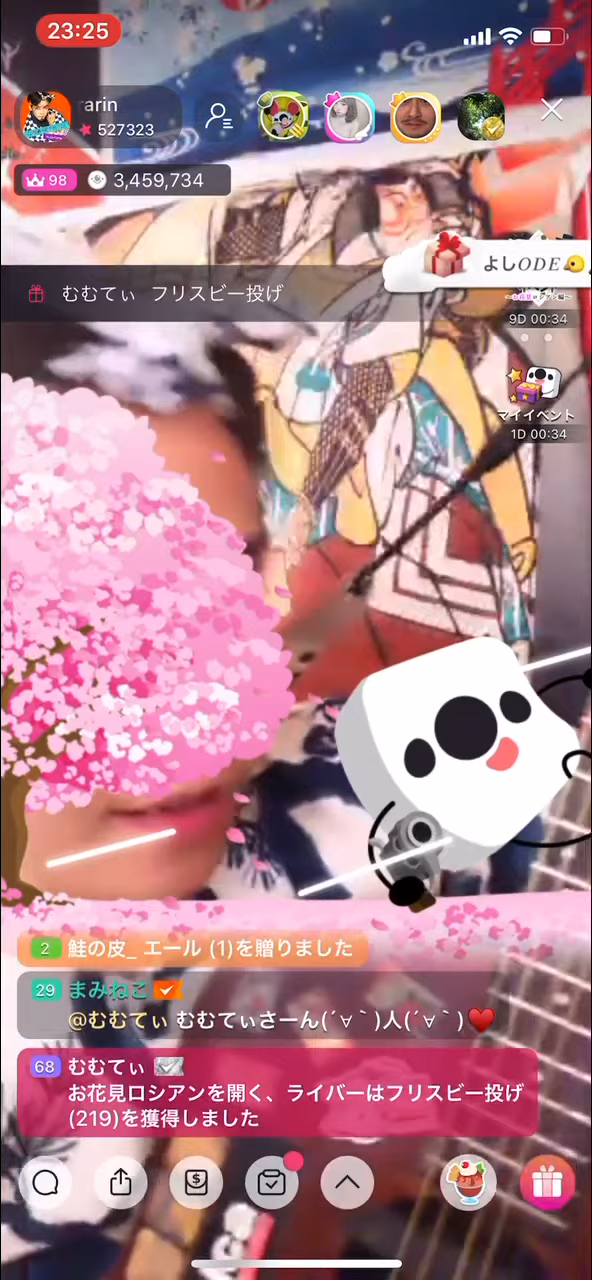 23:25
rarin
527323
98
3,459,734
よしODE
むむてぃ フリスビー投げ
9D 00:34
マイイベント
1D 00:34
2 鮭の皮_ エール (1)を贈りました
29 まみねこ
@むむてぃ むむてぃさーん(´∀｀)人(´∀｀)❤️
68 むむてぃ
お花見ロシアンを開く、ライバーはフリスビー投げ
(219)を獲得しました